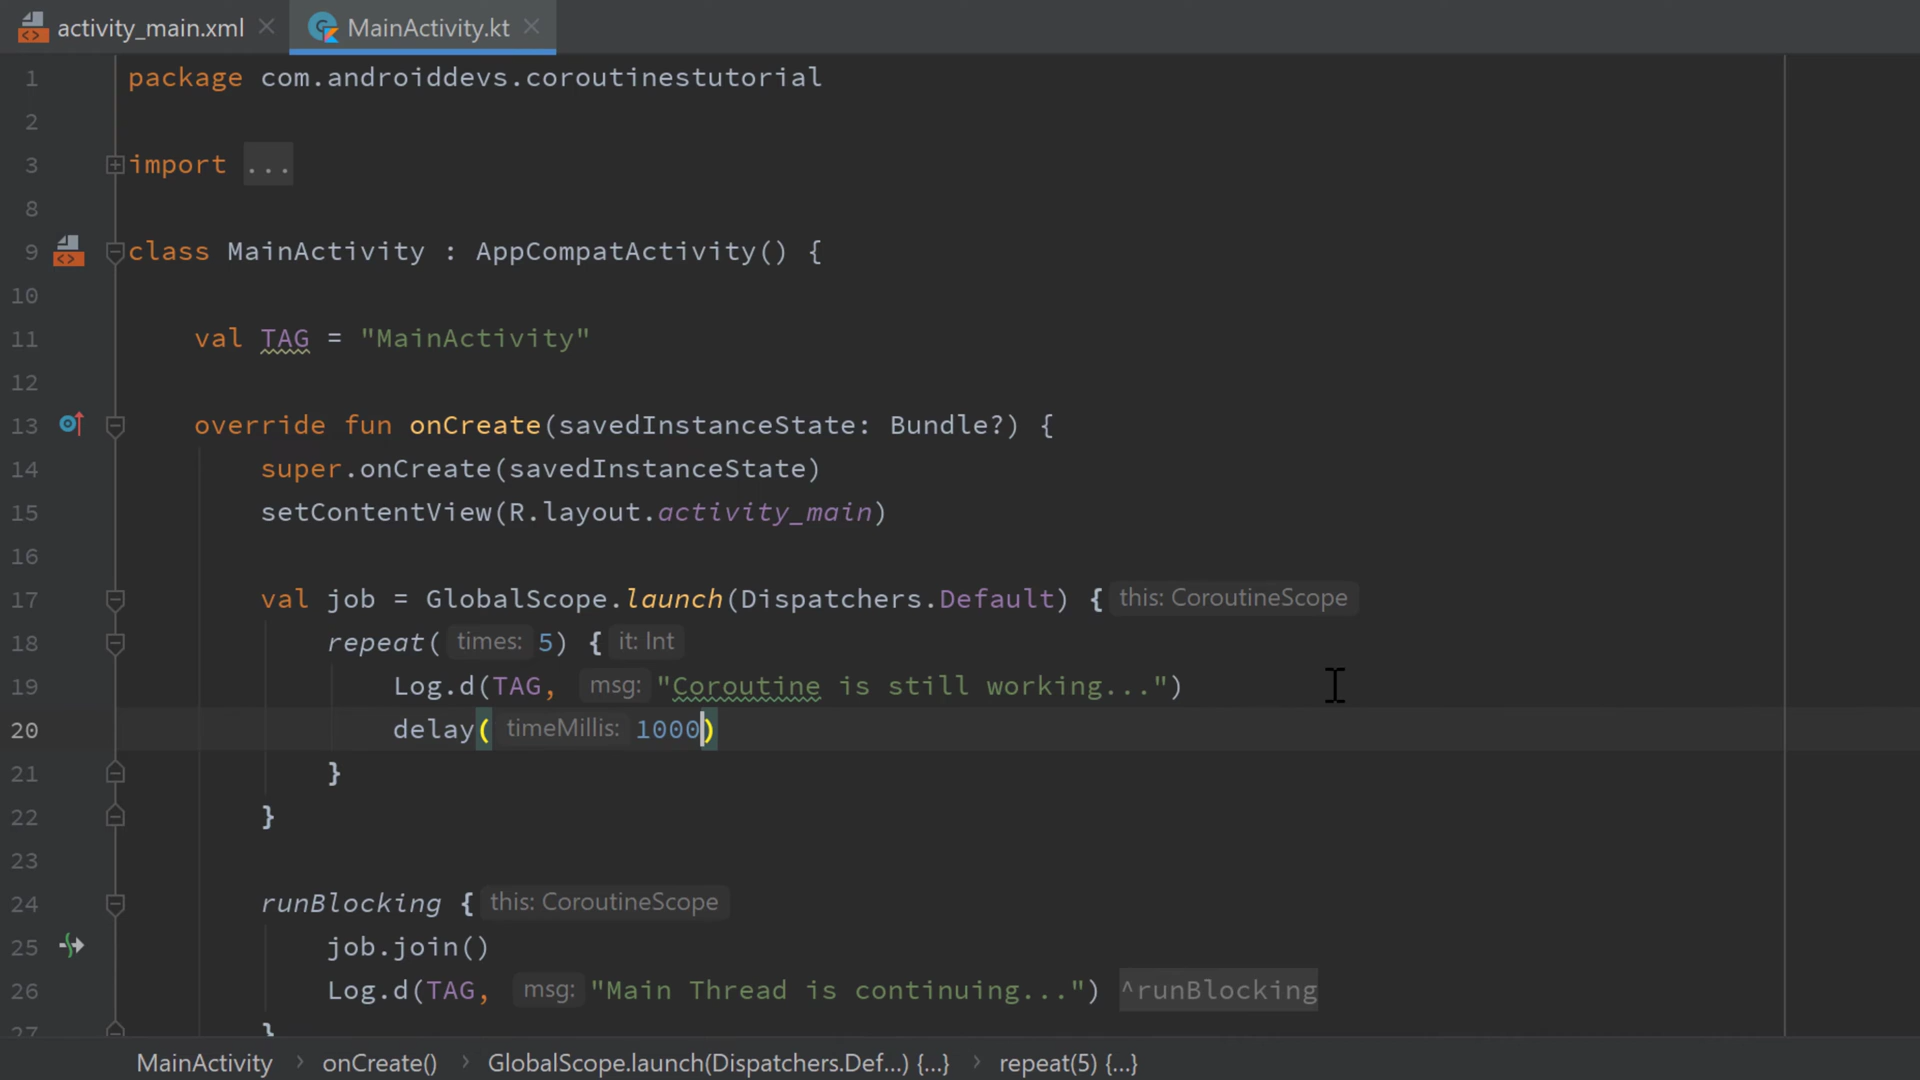 activity_main.xml
MainActivity.kt
1 package com.androiddevs.coroutinestutorial
2
3 import ...
8
9 class MainActivity : AppCompatActivity() {
10
11 val TAG = "MainActivity"
12
13 override fun onCreate(savedInstanceState: Bundle?) {
14 super.onCreate(savedInstanceState)
15 setContentView(R.layout.activity_main)
16
17 val job = GlobalScope.launch(Dispatchers.Default) { this: CoroutineScope
18 repeat( times: 5) { it: Int
19 Log.d(TAG, msg: "Coroutine is still working...")
20 delay( timeMillis: 1000)
21 }
22 }
23
24 runBlocking { this: CoroutineScope
25 job.join()
26 Log.d(TAG, msg: "Main Thread is continuing...") ^runBlocking
27 }
MainActivity › onCreate() › GlobalScope.launch(Dispatchers.Def...) {...} › repeat(5) {...}